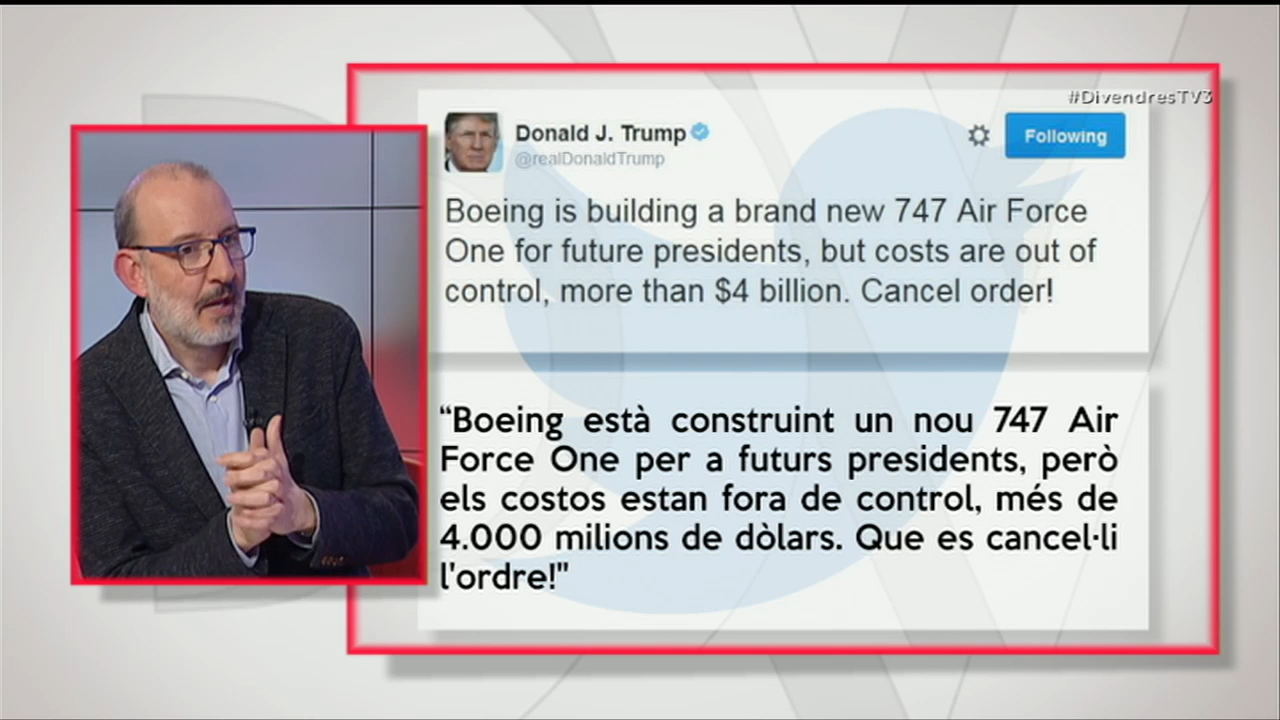 #DivendresTV3
Donald J. Trump
@realDonaldTrump
Following
Boeing is building a brand new 747 Air Force
One for future presidents, but costs are out of
control, more than $4 billion. Cancel order!
“Boeing està construint un nou 747 Air
Force One per a futurs presidents, però
els costos estan fora de control, més de
4.000 milions de dòlars. Que es cancel·li
l'ordre!"